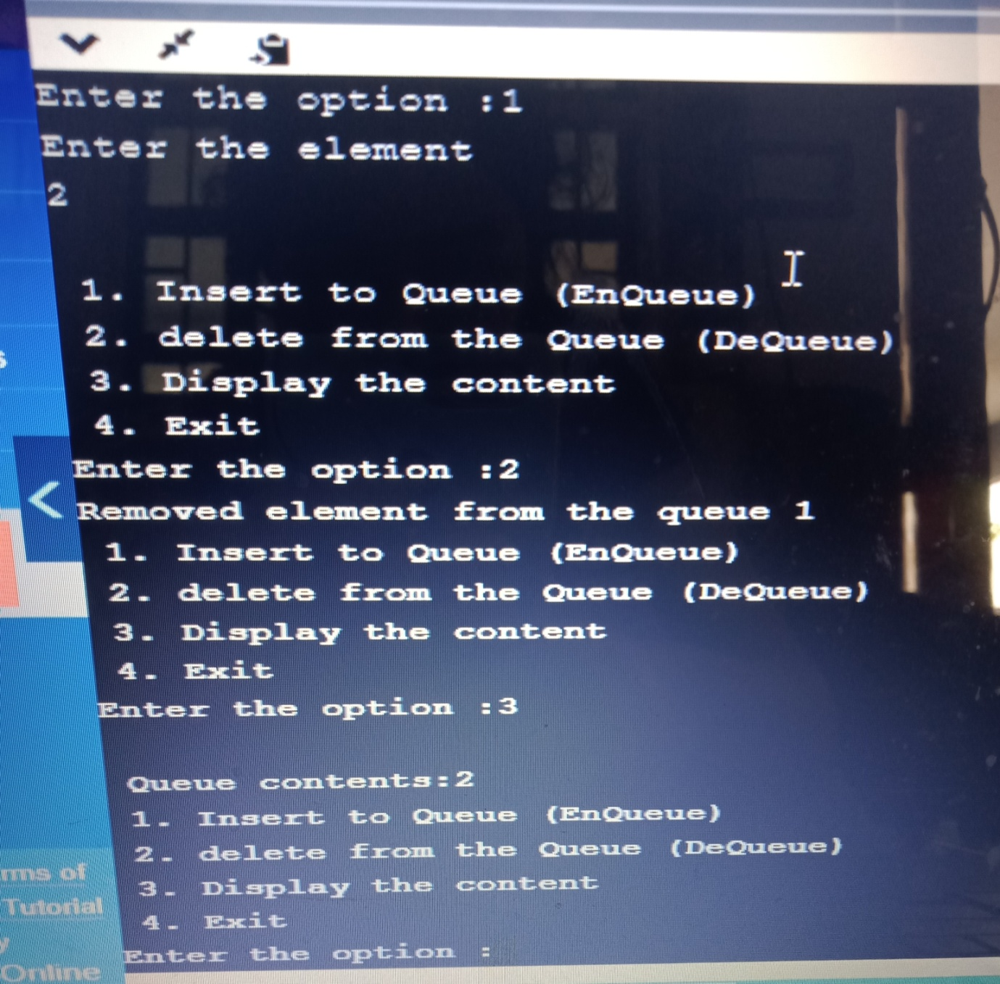 Enter the option :1
Enter the element
2
1. Insert to Queue (EnQueue)
2. delete from the Queue (DeQueue)
3. Display the content
4. Exit
Enter the option :2
Removed element from the queue 1
1. Insert to Queue (EnQueue)
2. delete from the Queue (DeQueue)
3. Display the content
4. Exit
Enter the option :3
Queue contents:2
1. Insert to Queue (EnQueue)
2. delete from the Queue (DeQueue)
3. Display the content
4. Exit
Enter the option :
rms of
Tutorial
y
Online